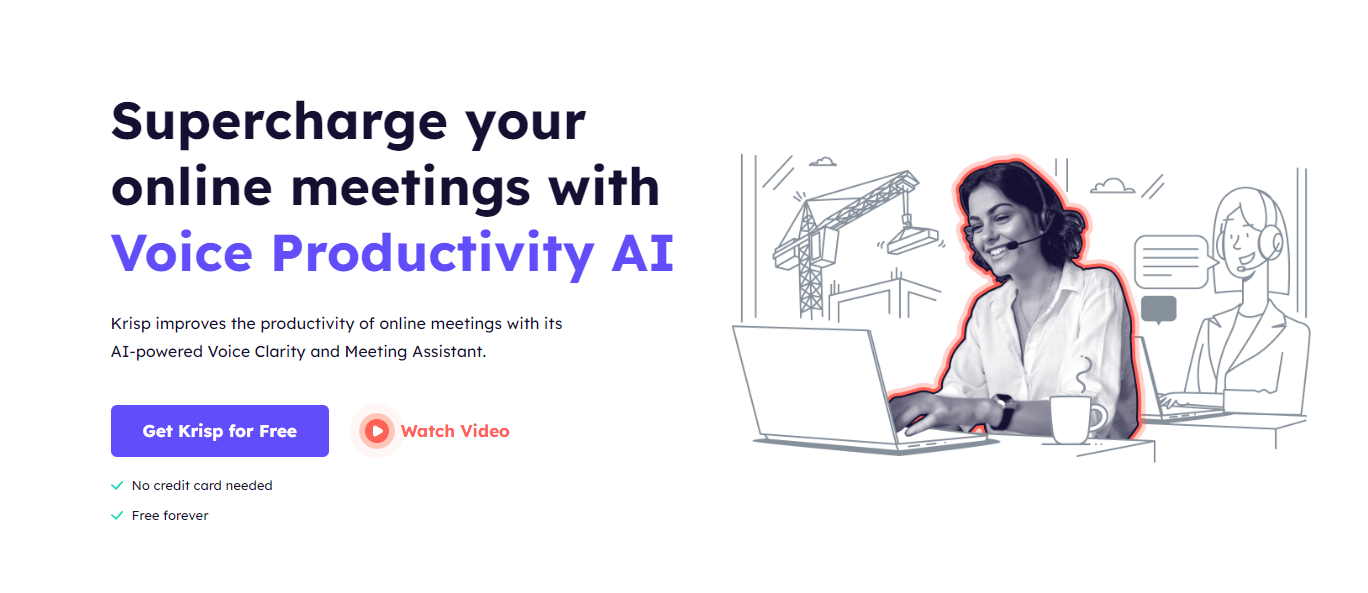 Supercharge your
online meetings with
Voice Productivity AI
Krisp improves the productivity of online meetings with its
AI-powered Voice Clarity and Meeting Assistant.
Get Krisp for Free
Watch Video
No credit card needed
Free forever